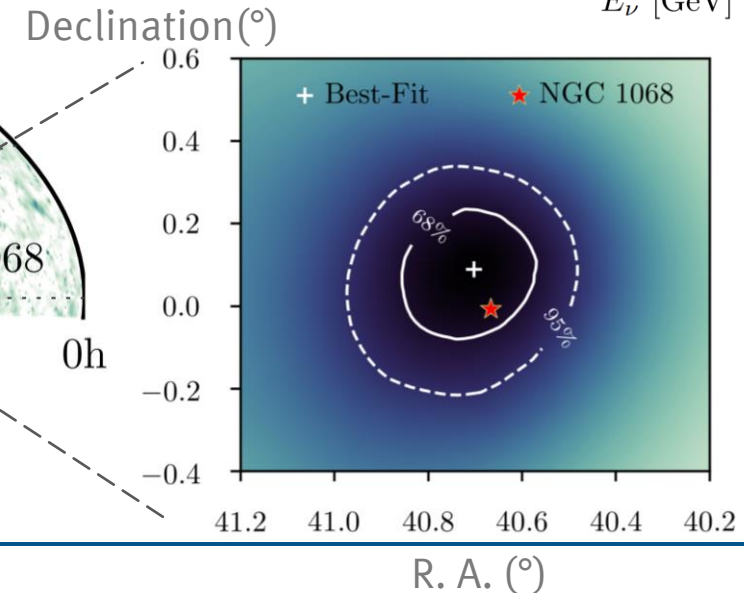 E_ν [GeV]
Declination(°)
0.6
+ Best-Fit ★ NGC 1068
0.4
68%
0.2
68
0.0
95%
0h
−0.2
−0.4
41.2 41.0 40.8 40.6 40.4 40.2
R. A. (°)